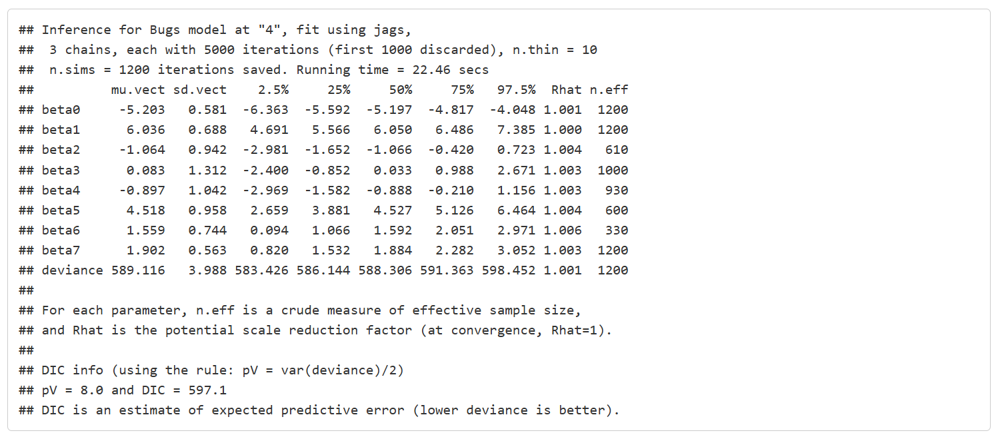 ## Inference for Bugs model at "4", fit using jags,
##  3 chains, each with 5000 iterations (first 1000 discarded), n.thin = 10
##  n.sims = 1200 iterations saved. Running time = 22.46 secs
##          mu.vect sd.vect    2.5%     25%     50%     75%   97.5%  Rhat n.eff
## beta0     -5.203   0.581  -6.363  -5.592  -5.197  -4.817  -4.048 1.001  1200
## beta1      6.036   0.688   4.691   5.566   6.050   6.486   7.385 1.000  1200
## beta2     -1.064   0.942  -2.981  -1.652  -1.066  -0.420   0.723 1.004   610
## beta3      0.083   1.312  -2.400  -0.852   0.033   0.988   2.671 1.003  1000
## beta4     -0.897   1.042  -2.969  -1.582  -0.888  -0.210   1.156 1.003   930
## beta5      4.518   0.958   2.659   3.881   4.527   5.126   6.464 1.004   600
## beta6      1.559   0.744   0.094   1.066   1.592   2.051   2.971 1.006   330
## beta7      1.902   0.563   0.820   1.532   1.884   2.282   3.052 1.003  1200
## deviance 589.116   3.988 583.426 586.144 588.306 591.363 598.452 1.001  1200
##
## For each parameter, n.eff is a crude measure of effective sample size,
## and Rhat is the potential scale reduction factor (at convergence, Rhat=1).
##
## DIC info (using the rule: pV = var(deviance)/2)
## pV = 8.0 and DIC = 597.1
## DIC is an estimate of expected predictive error (lower deviance is better).